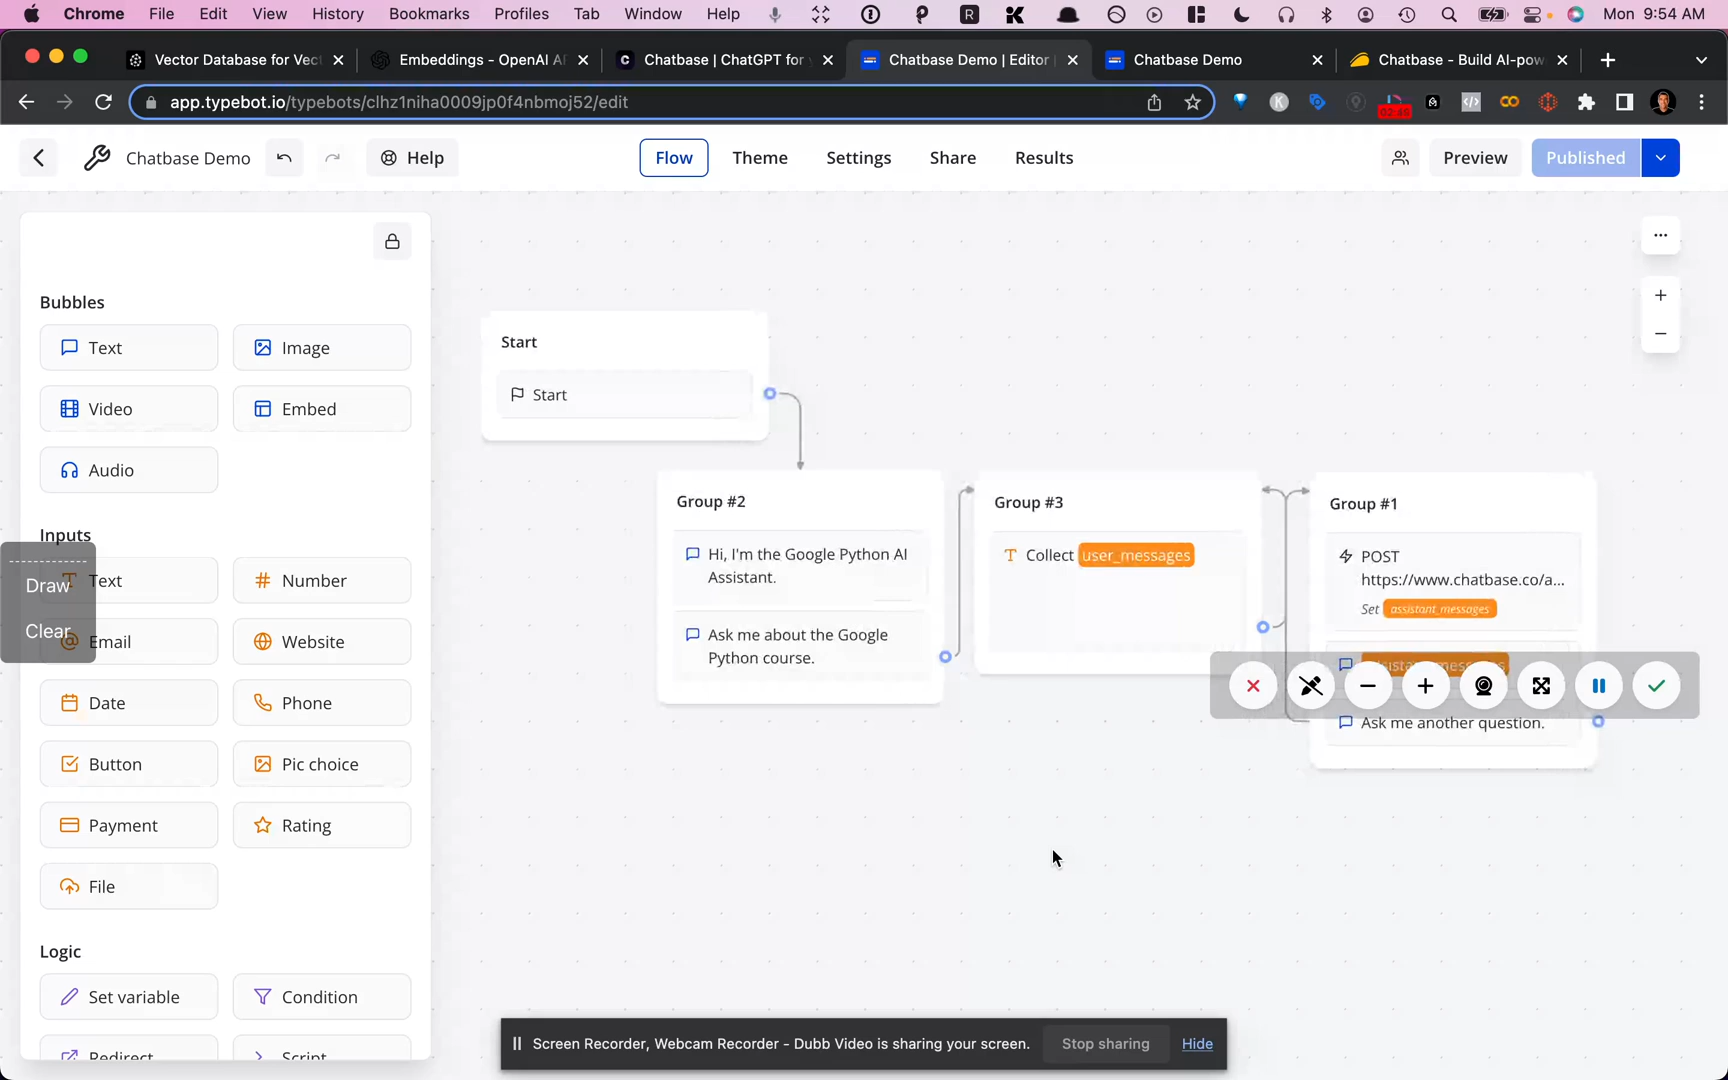 Chrome File Edit View History Bookmarks Profiles Tab Window Help Mon 9:54 AM
Vector Database for Vec
Embeddings - OpenAI AP
Chatbase | ChatGPT for y
Chatbase Demo | Editor
Chatbase Demo
Chatbase - Build AI-pow
app.typebot.io/typebots/clhz1niha0009jp0f4nbmoj52/edit
Chatbase Demo
Help
Flow
Theme
Settings
Share
Results
Preview
Published
Bubbles
Text
Image
Video
Embed
Audio
Inputs
Text
Number
Email
Website
Date
Phone
Button
Pic choice
Payment
Rating
File
Logic
Set variable
Condition
Redirect
Script
Draw
Clear
Start
Start
Group #2
Hi, I'm the Google Python AI
Assistant.
Ask me about the Google
Python course.
Group #3
Collect user_messages
Group #1
POST
https://www.chatbase.co/a...
Set assistant_messages
Ask me another question.
Screen Recorder, Webcam Recorder - Dubb Video is sharing your screen.
Stop sharing
Hide